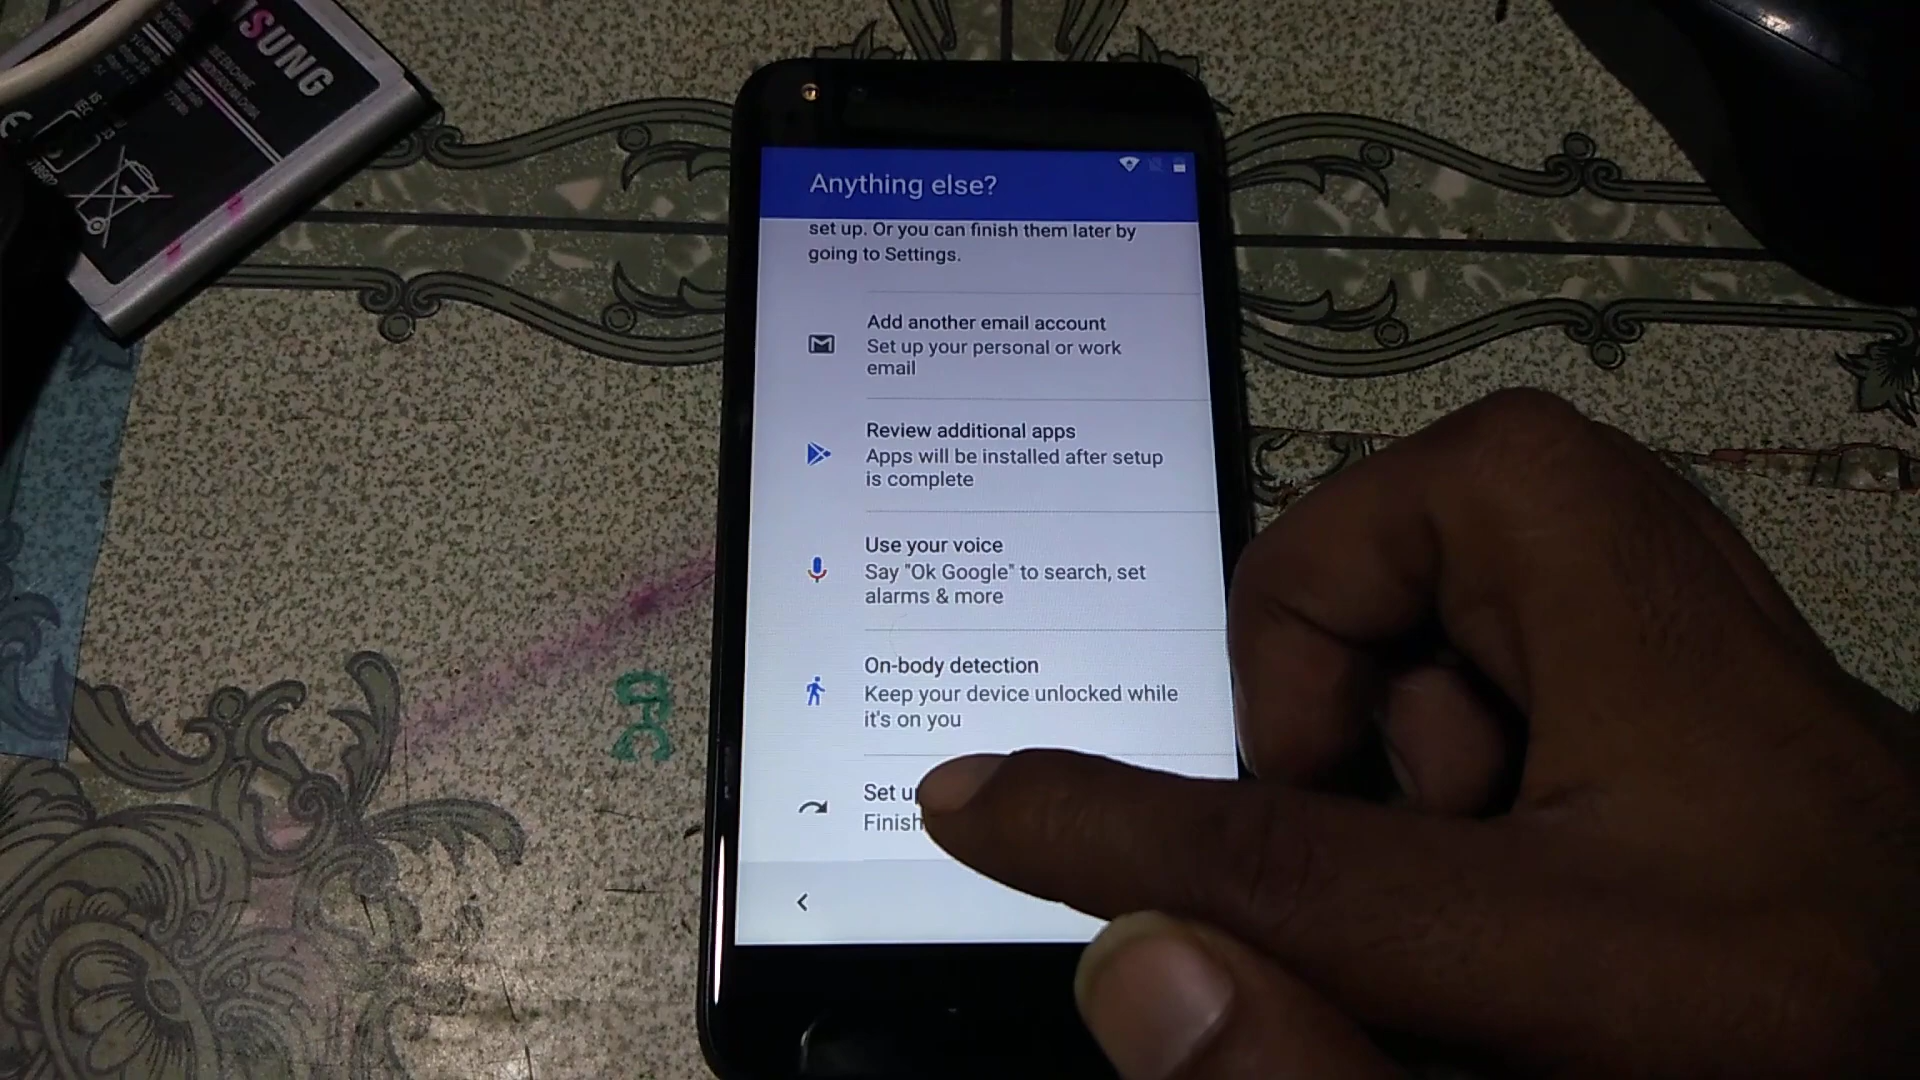 SUNG
Anything else?
set up. Or you can finish them later by
going to Settings.
Add another email account
Set up your personal or work
email
Review additional apps
Apps will be installed after setup
is complete
Use your voice
Say "Ok Google" to search, set
alarms & more
On-body detection
Keep your device unlocked while
it's on you
Set up
Finish